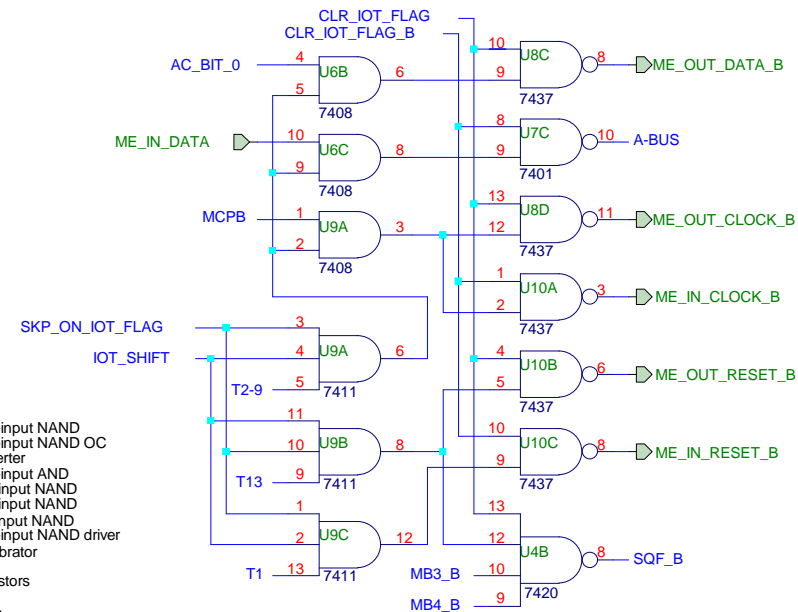 CLR_IOT_FLAG
CLR_IOT_FLAG_B
AC_BIT_0 4 U6B 6 10 U8C 8 ME_OUT_DATA_B
5 9
7408 7437
8 U7C 10 A-BUS
ME_IN_DATA 10 U6C 8 9
9 7401
7408
13 U8D 11 ME_OUT_CLOCK_B
MCPB 1 U9A 3 12
2 7437
7408
1 U10A 3 ME_IN_CLOCK_B
2
7437
SKP_ON_IOT_FLAG 3
IOT_SHIFT 4 U9A 6 4 U10B 6 ME_OUT_RESET_B
T2-9 5 5
7411 7437
11
input NAND
input NAND OC 10 U9B 8 10 U10C 8 ME_IN_RESET_B
erter
input AND 9
input NAND T13 9 7437
input NAND 7411
nput NAND 1 13
input NAND driver 2 U9C 12 12
brator U4B 8 SQF_B
T1 13 MB3_B 10
stors 7411 7420
MB4_B 9